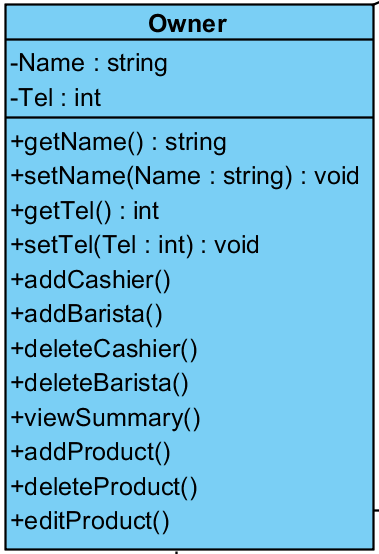 Owner
-Name : string
-Tel : int
+getName() : string
+setName(Name : string) : void
+getTel() : int
+setTel(Tel : int) : void
+addCashier()
+addBarista()
+deleteCashier()
+deleteBarista()
+viewSummary()
+addProduct()
+deleteProduct()
+editProduct()